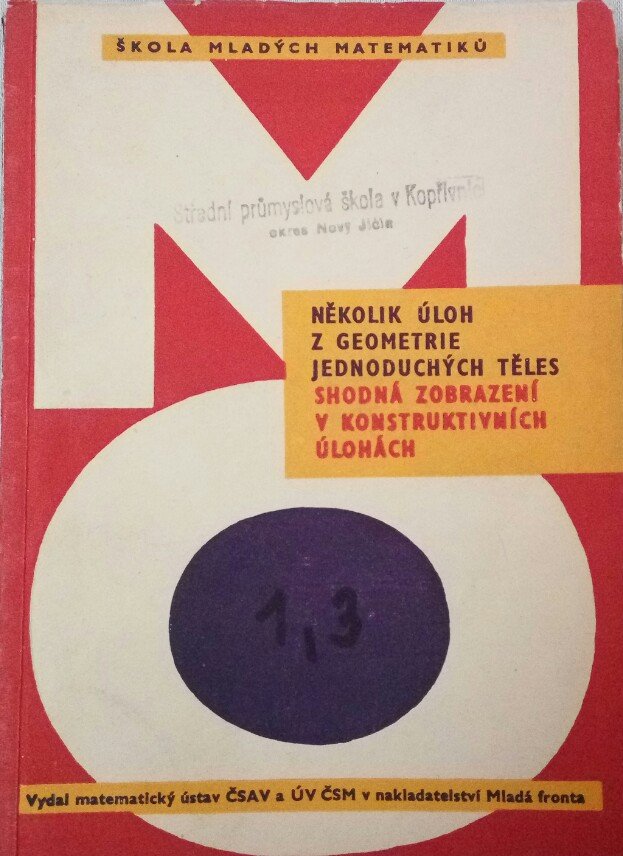 ŠKOLA MLADÝCH MATEMATIKŮ
MO
Střední průmyslová škola v Kopřivnici
okres Nový Jičín
NĚKOLIK ÚLOH
Z GEOMETRIE
JEDNODUCHÝCH TĚLES
SHODNÁ ZOBRAZENÍ
V KONSTRUKTIVNÍCH
ÚLOHÁCH
1,3
Vydal matematický ústav ČSAV a ÚV ČSM v nakladatelství Mladá fronta